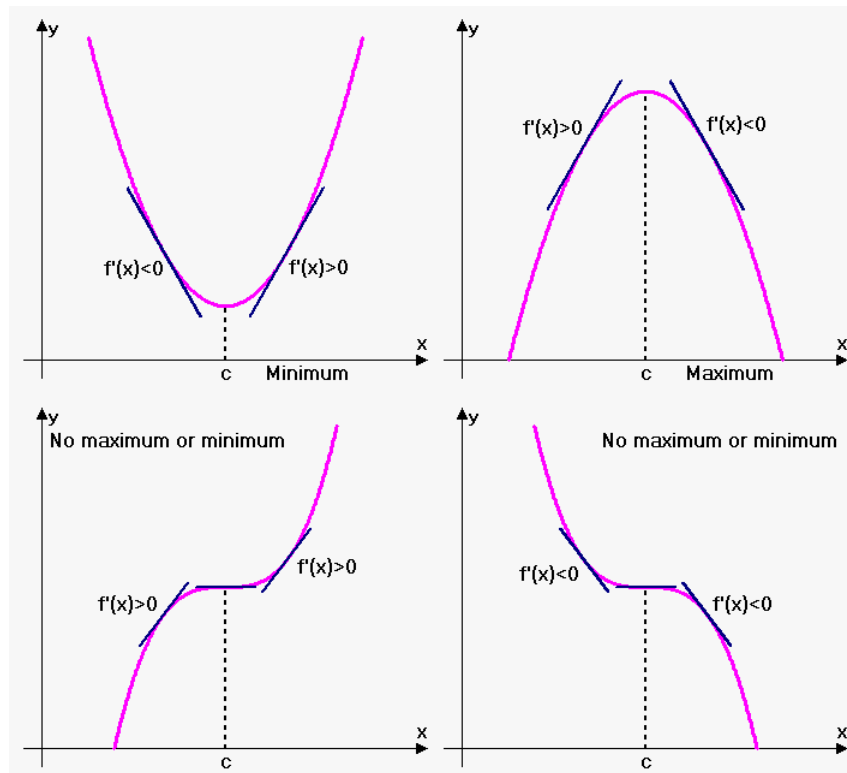 y
f'(x)<0
f'(x)>0
x
c
Minimum
y
f'(x)>0
f'(x)<0
x
c
Maximum
y
No maximum or minimum
f'(x)>0
f'(x)>0
x
c
y
No maximum or minimum
f'(x)<0
f'(x)<0
x
c